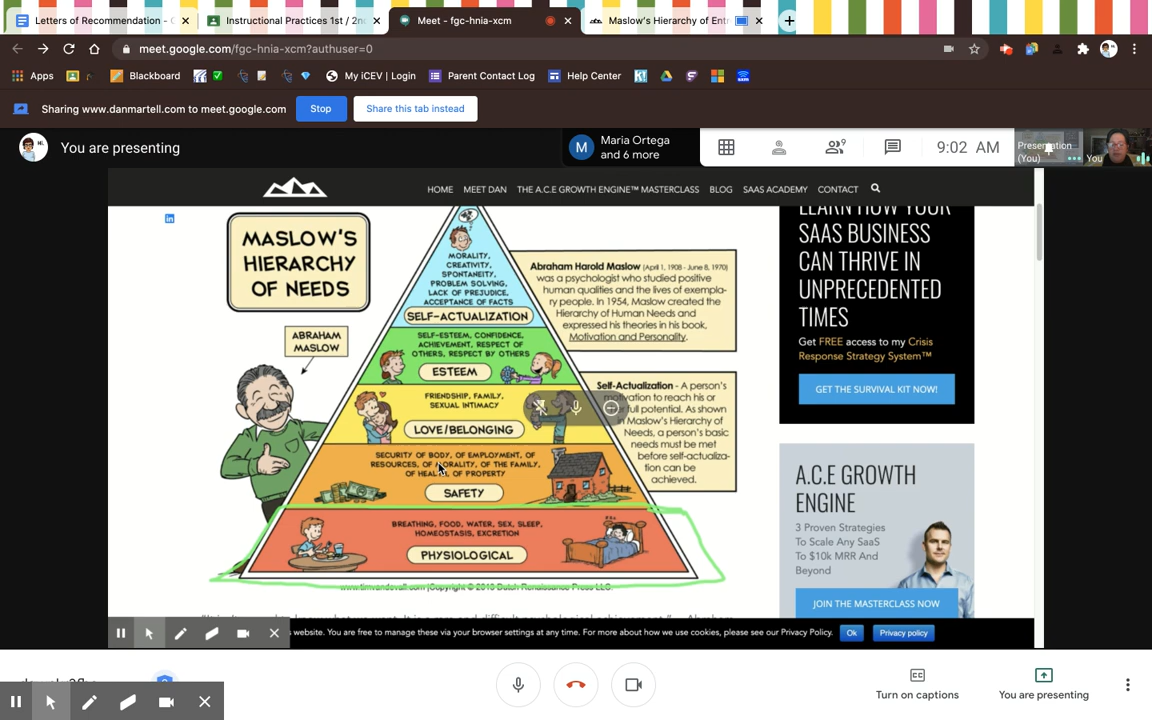 Letters of Recommendation -
Instructional Practices 1st / 2n
Meet - fgc-hnia-xcm
Maslow's Hierarchy of Entr
meet.google.com/fgc-hnia-xcm?authuser=0
Apps
Blackboard
My iCEV | Login
Parent Contact Log
Help Center
Sharing www.danmartell.com to meet.google.com
Stop
Share this tab instead
You are presenting
M
Maria Ortega
and 6 more
9
9:02 AM
Presentation
(You)
You
HOME MEET DAN THE A.C.E GROWTH ENGINE™ MASTERCLASS BLOG SAAS ACADEMY CONTACT
MASLOW'S
HIERARCHY
OF NEEDS
ABRAHAM
MASLOW
MORALITY,
CREATIVITY,
SPONTANEITY,
PROBLEM SOLVING,
LACK OF PREJUDICE,
ACCEPTANCE OF FACTS
SELF-ACTUALIZATION
SELF-ESTEEM, CONFIDENCE,
ACHIEVEMENT, RESPECT OF
OTHERS, RESPECT BY OTHERS
ESTEEM
FRIENDSHIP, FAMILY,
SEXUAL INTIMACY
LOVE/BELONGING
SECURITY OF BODY, OF EMPLOYMENT, OF
RESOURCES, OF MORALITY, OF THE FAMILY,
OF HEALTH, OF PROPERTY
SAFETY
BREATHING, FOOD, WATER, SEX, SLEEP,
HOMEOSTASIS, EXCRETION
PHYSIOLOGICAL
Abraham Harold Maslow (April 1, 1908 - June 8, 1970)
was a psychologist who studied positive
human qualities and the lives of exempla-
ry people. In 1954, Maslow created the
Hierarchy of Human Needs and
expressed his theories in his book,
Motivation and Personality.
Self-Actualization - A person's
motivation to reach his or
full potential. As shown
in Maslow's Hierarchy of
Needs, a person's basic
needs must be met
before self-actualiza-
tion can be
achieved.
LEARN HOW YOUR
SAAS BUSINESS
CAN THRIVE IN
UNPRECEDENTED
TIMES
Get FREE access to my Crisis
Response Strategy System™
GET THE SURVIVAL KIT NOW!
A.C.E GROWTH
ENGINE
3 Proven Strategies
To Scale Any SaaS
To $10k MRR And
Beyond
JOIN THE MASTERCLASS NOW
website. You are free to manage these via your browser settings at any time. For more about how we use cookies, please see our Privacy Policy.
Ok
Privacy policy
Turn on captions
You are presenting